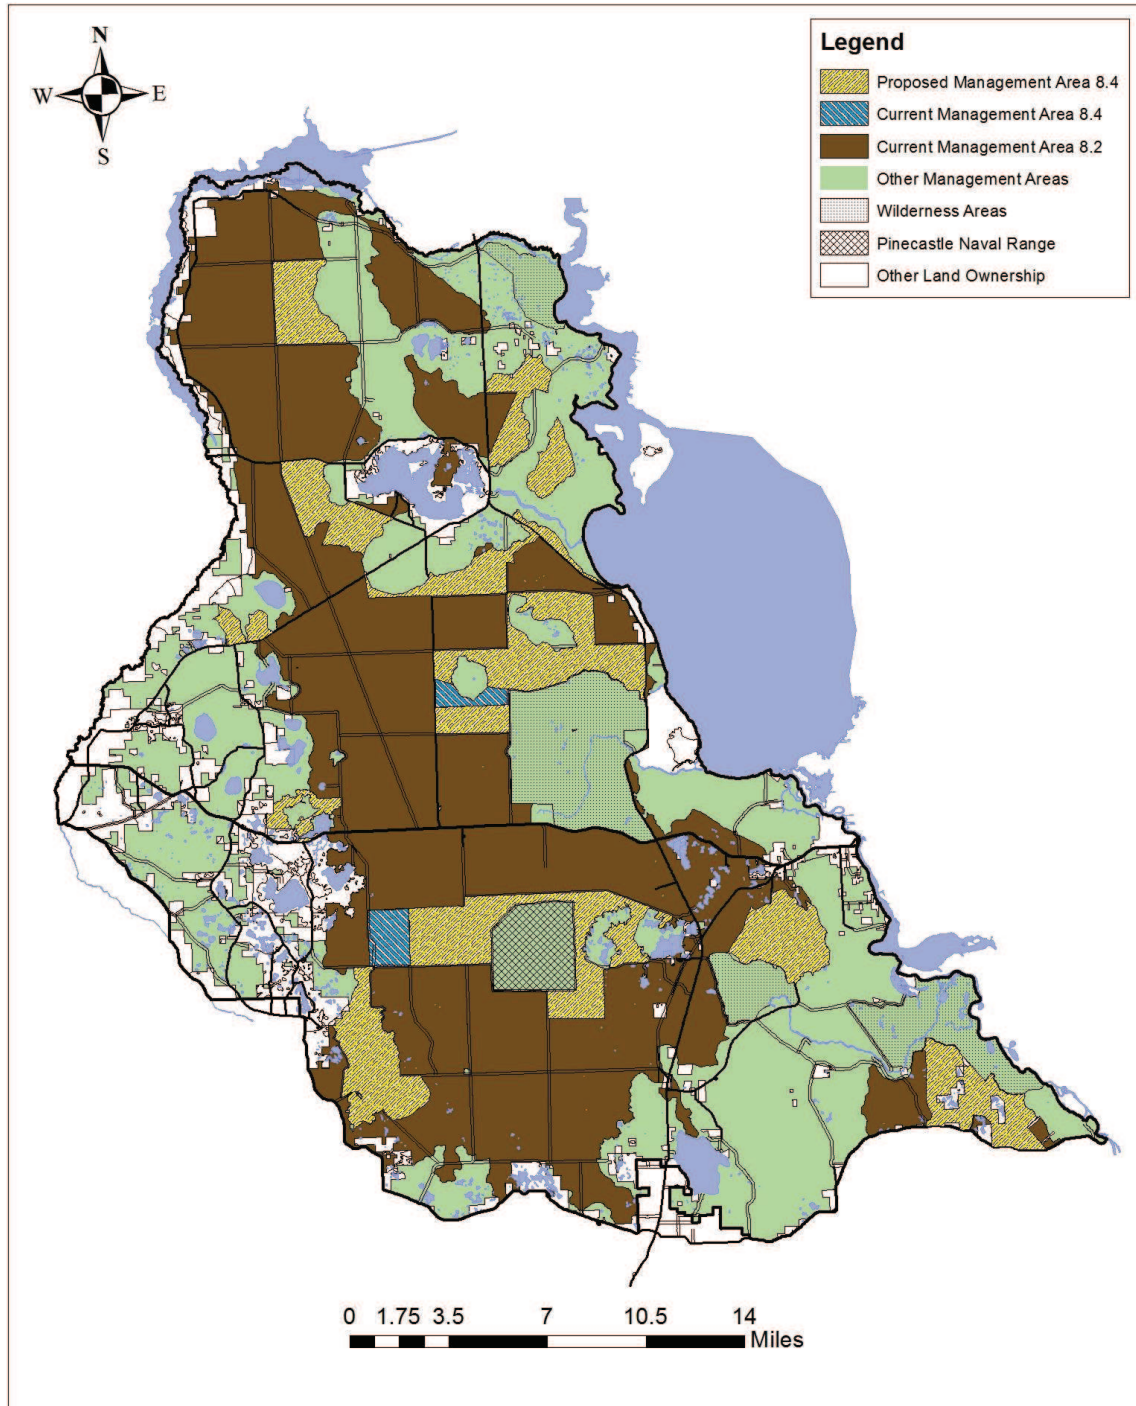 N
W E
S
Legend
Proposed Management Area 8.4
Current Management Area 8.4
Current Management Area 8.2
Other Management Areas
Wilderness Areas
Pinecastle Naval Range
Other Land Ownership
0 1.75 3.5 7 10.5 14
Miles